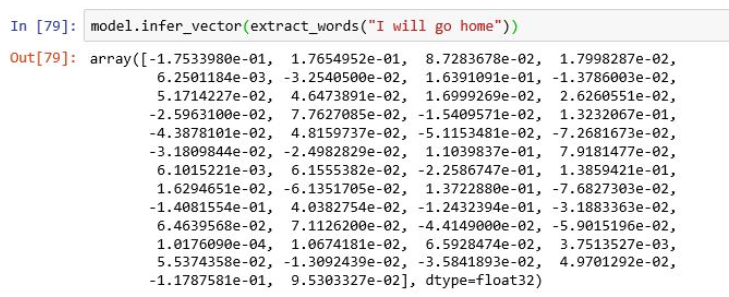 In [79]: model.infer_vector(extract_words("I will go home"))
Out[79]: array([-1.7533980e-01, 1.7654952e-01, 8.7283678e-02, 1.7998287e-02,
6.2501184e-03, -3.2540500e-02, 1.6391091e-01, -1.3786003e-02,
5.1714227e-02, 4.6473891e-02, 1.6999269e-02, 2.6260551e-02,
-2.5963100e-02, 7.7627085e-02, -1.5409571e-02, 1.3232067e-01,
-4.3878101e-02, 4.8159737e-02, -5.1153481e-02, -7.2681673e-02,
-3.1809844e-02, -2.4982829e-02, 1.1039837e-01, 7.9181477e-02,
6.1015221e-03, 6.1555382e-02, -2.2586747e-01, 1.3859421e-01,
1.6294651e-02, -6.1351705e-02, 1.3722880e-01, -7.6827303e-02,
-1.4081554e-01, 4.0382754e-02, -1.2432394e-01, -3.1883363e-02,
6.4639568e-02, 7.1126200e-02, -4.4149000e-02, -5.9015196e-02,
1.0176090e-04, 1.0674181e-02, 6.5928474e-02, 3.7513527e-03,
5.5374358e-02, -1.3092439e-02, -3.5841893e-02, 4.9701292e-02,
-1.1787581e-01, 9.5303327e-02], dtype=float32)